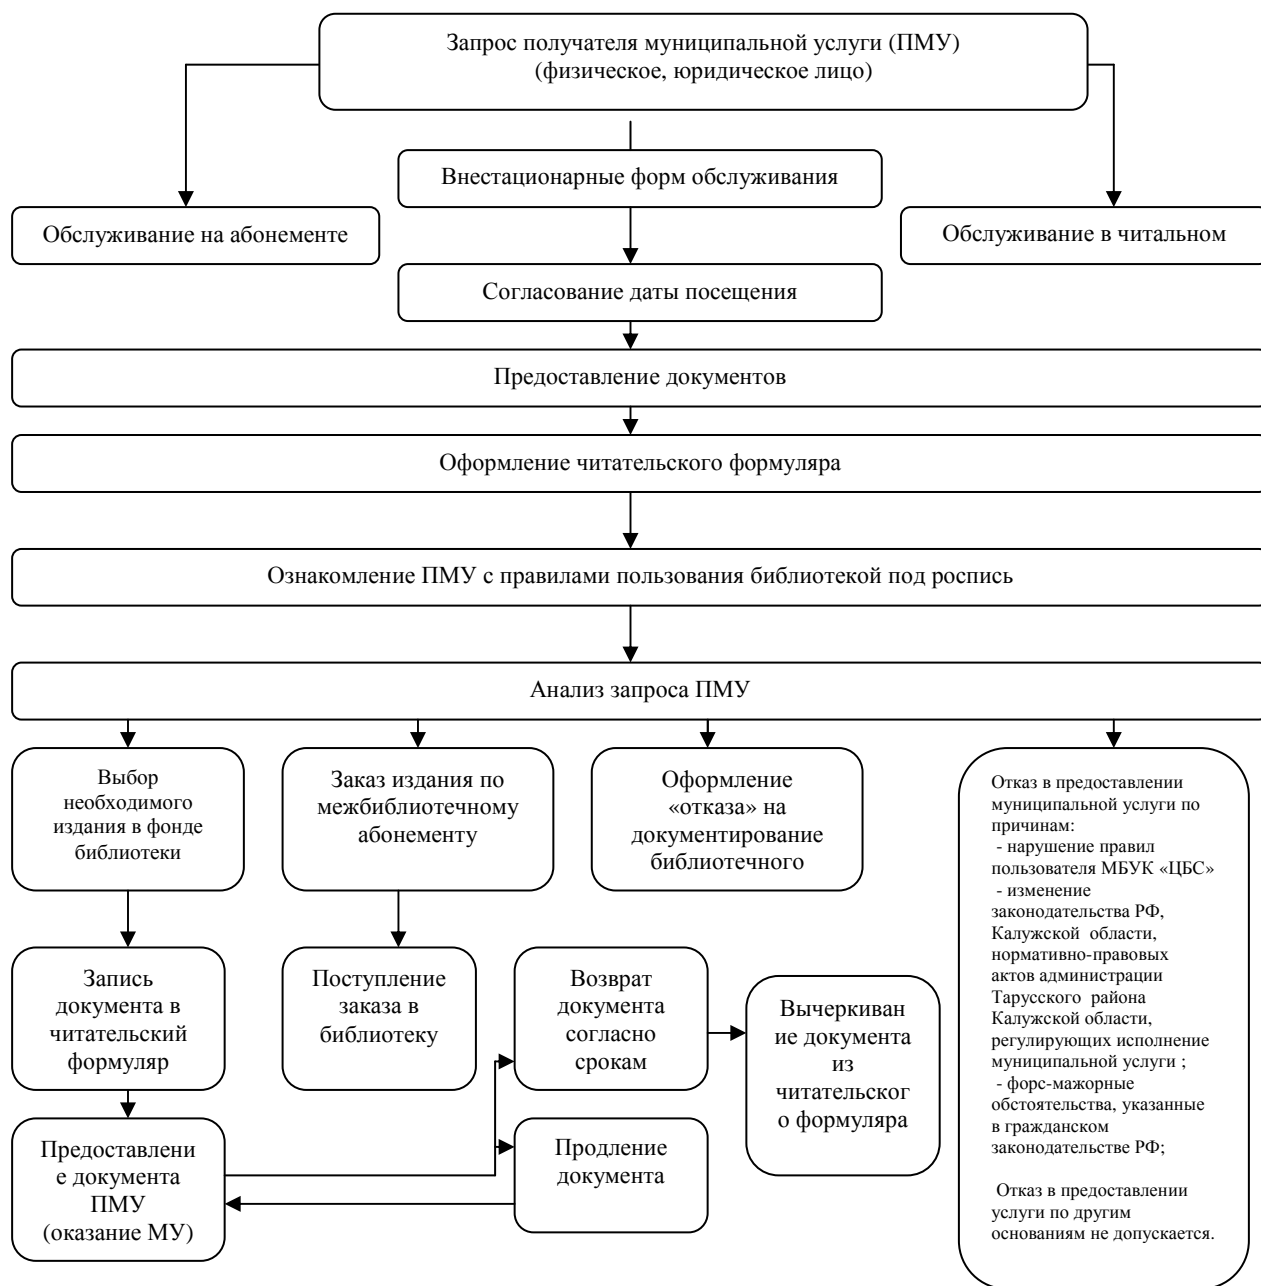 Запрос получателя муниципальной услуги (ПМУ)
(физическое, юридическое лицо)
Внестационарные форм обслуживания
Обслуживание на абонементе
Обслуживание в читальном
Согласование даты посещения
Предоставление документов
Оформление читательского формуляра
Ознакомление ПМУ с правилами пользования библиотекой под роспись
Анализ запроса ПМУ
Выбор
необходимого
издания в фонде
библиотеки
Заказ издания по
межбиблиотечному
абонементу
Оформление
«отказа» на
документирование
библиотечного
Отказ в предоставлении
муниципальной услуги по
причинам:
- нарушение правил
пользователя МБУК «ЦБС»
- изменение
законодательства РФ,
Калужской области,
нормативно-правовых
актов администрации
Тарусского района
Калужской области,
регулирующих исполнение
муниципальной услуги ;
- форс-мажорные
обстоятельства, указанные
в гражданском
законодательстве РФ;
Отказ в предоставлении
услуги по другим
основаниям не допускается.
Запись
документа в
читательский
формуляр
Поступление
заказа в
библиотеку
Возврат
документа
согласно
срокам
Вычеркиван
ие документа
из
читательског
о формуляра
Предоставлени
е документа
ПМУ
(оказание МУ)
Продление
документа